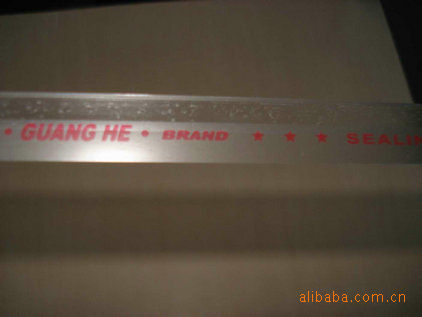 • GUANG HE • BRAND ★ ★ ★ SEALI
alibaba.com.cn